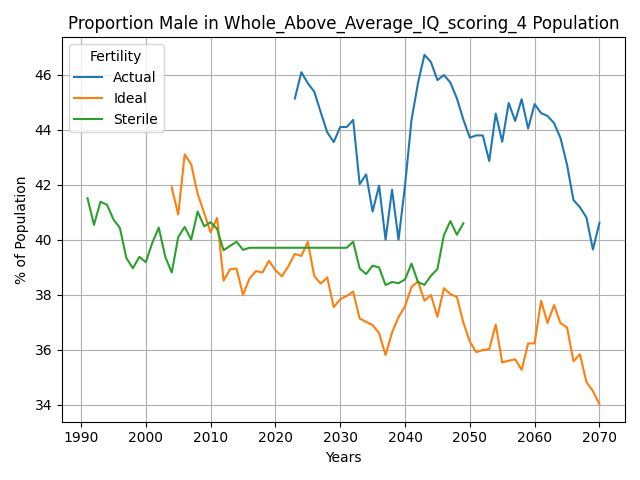 Proportion Male in Whole_Above_Average_IQ_scoring_4 Population
Fertility
Actual
Ideal
Sterile
% of Population
46
44
42
40
38
36
34
1990 2000 2010 2020 2030 2040 2050 2060 2070
Years